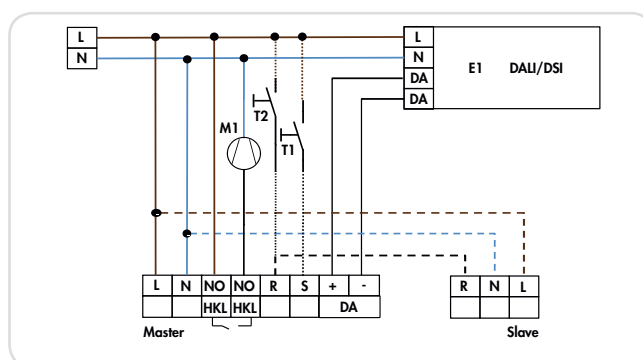 L L
N N E1 DALI/DSI
DA
T2 DA
M1
T1
L N NO NO R S + - R N L
HKL HKL DA
Master Slave